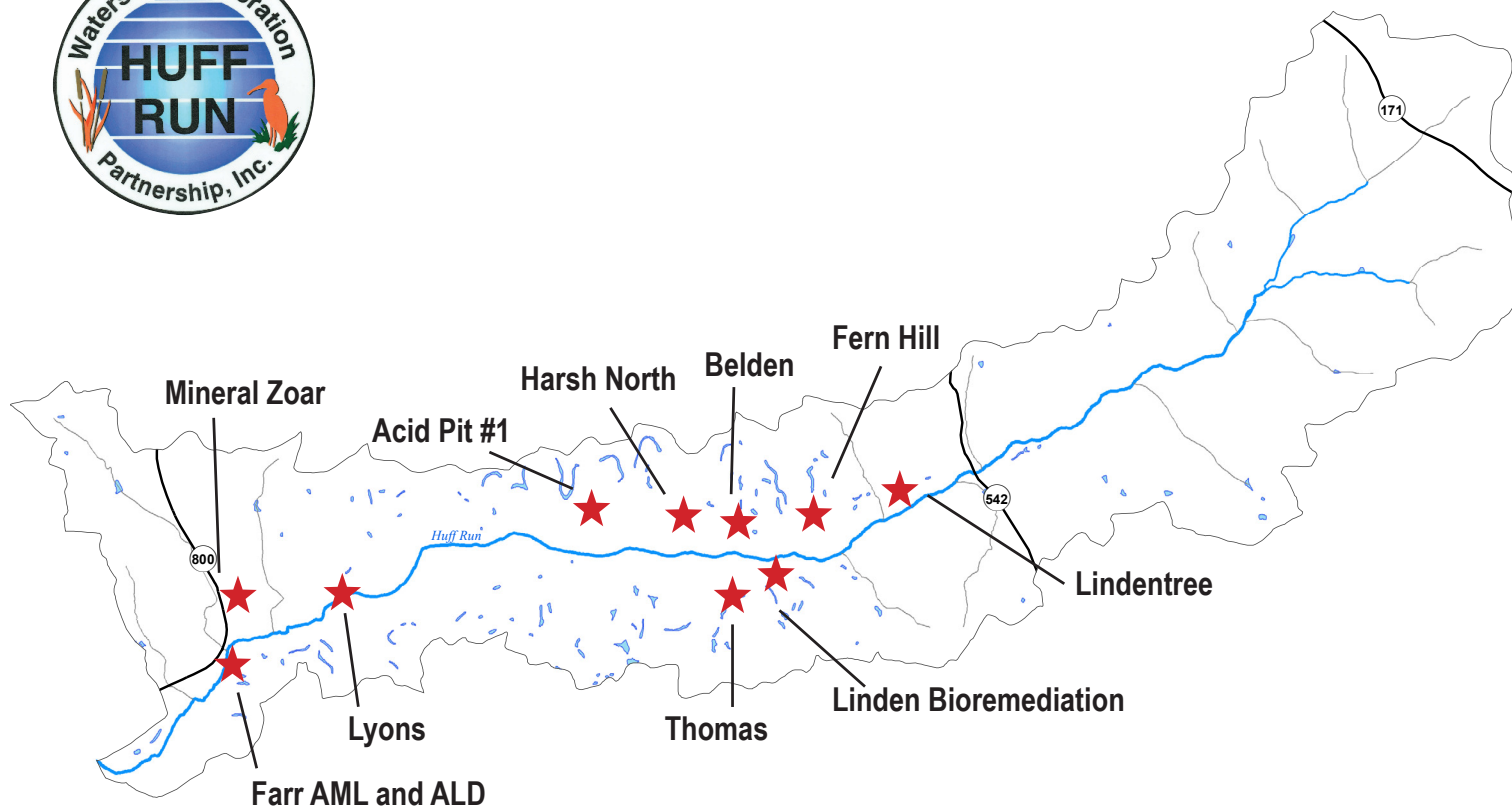 HUFF
RUN
Partnership, Inc.
171
Fern Hill
Belden
Harsh North
Mineral Zoar
Acid Pit #1
542
Huff Run
800
Lindentree
Linden Bioremediation
Lyons
Thomas
Farr AML and ALD